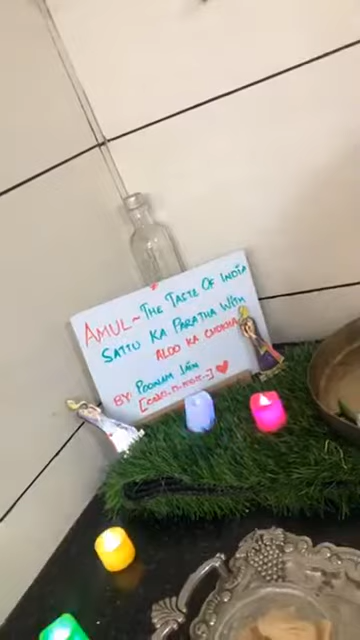 AMUL~ THE TASTE OF INDIA
SATTU KA PARATHA WITH
ALOO KA CHOKHA
BY: POONAM JAIN